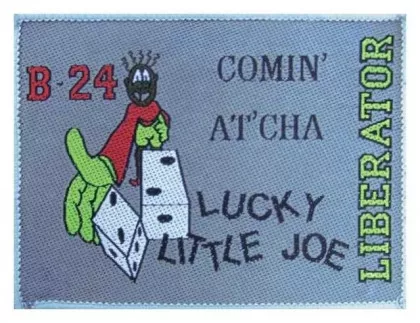 B-24
COMIN'
AT'CHA
LUCKY
LITTLE JOE
LIBERATOR